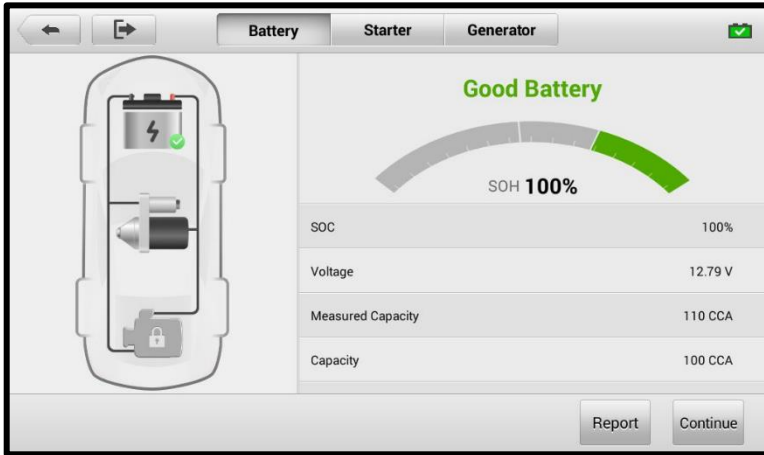 Battery Starter Generator
Good Battery
SOH 100%
SOC 100%
Voltage 12.79 V
Measured Capacity 110 CCA
Capacity 100 CCA
Report Continue